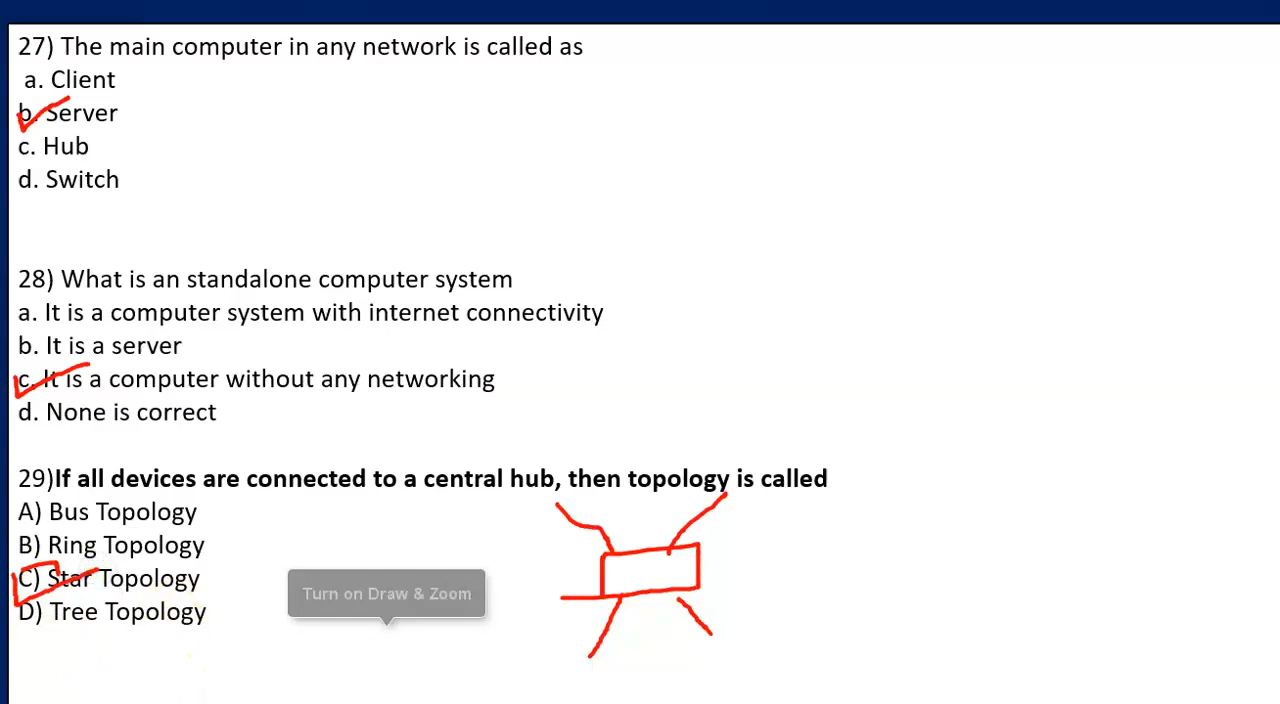 27) The main computer in any network is called as
a. Client
b. Server
c. Hub
d. Switch
28) What is an standalone computer system
a. It is a computer system with internet connectivity
b. It is a server
c. It is a computer without any networking
d. None is correct
29)If all devices are connected to a central hub, then topology is called
A) Bus Topology
B) Ring Topology
C) Star Topology
D) Tree Topology
Turn on Draw & Zoom